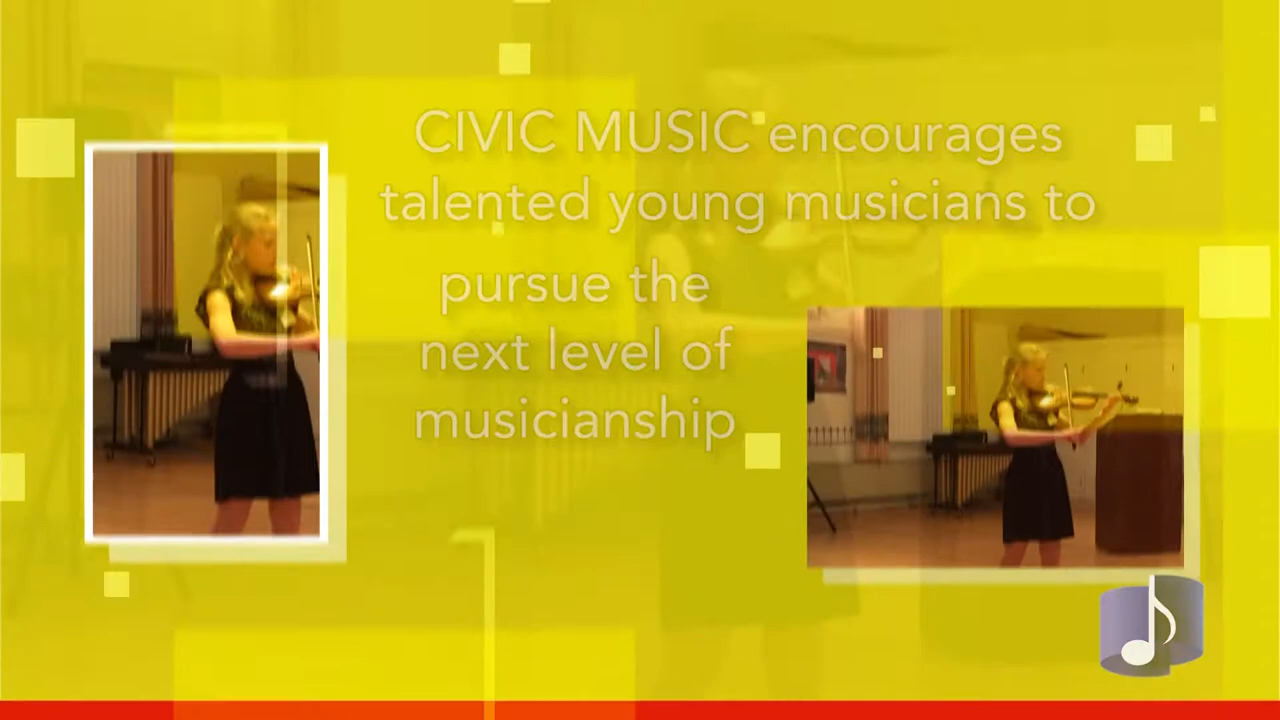 CIVIC MUSIC encourages
talented young musicians to
pursue the
next level of
musicianship